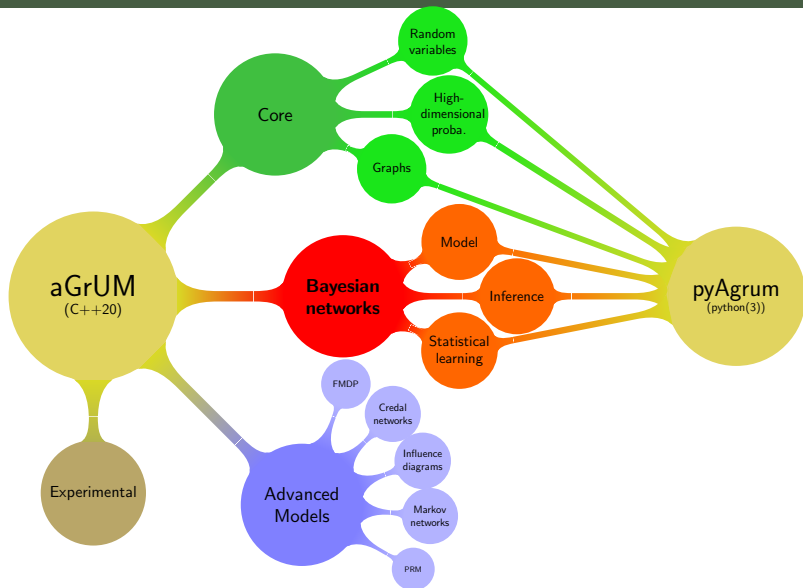 Random
variables
Core
High-
dimensional
proba.
Graphs
Model
aGrUM
(C++20)
Bayesian
networks
Inference
pyAgrum
(python(3))
Statistical
learning
FMDP
Credal
networks
Influence
diagrams
Experimental
Advanced
Models
Markov
networks
PRM